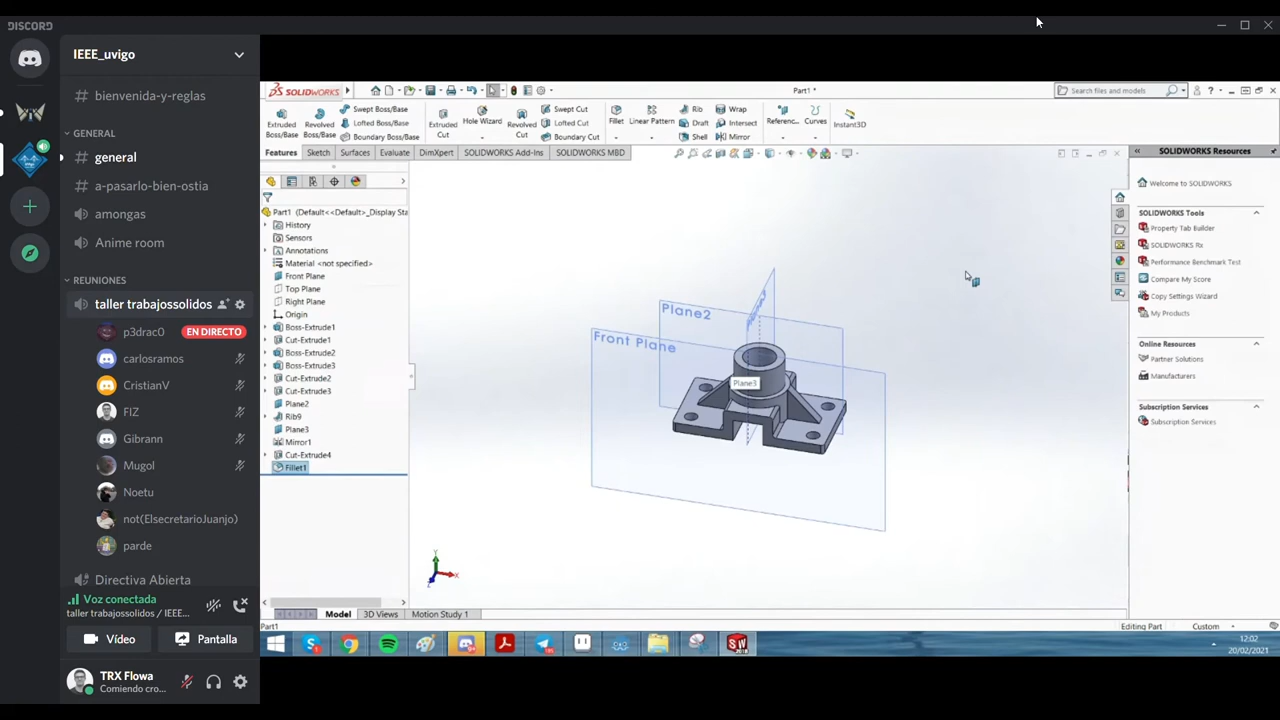 DISCORD
IEEE_uvigo
# bienvenida-y-reglas
GENERAL
# general
# a-pasarlo-bien-ostia
amongas
Anime room
REUNIONES
taller trabajossolidos
p3drac0 EN DIRECTO
carlosramos
CristianV
FIZ
Gibrann
Mugol
Noetu
not(ElsecretarioJuanjo)
parde
Directiva Abierta
Voz conectada
taller trabajossolidos / IEEE...
Vídeo Pantalla
TRX Flowa
Comiendo cro...
SOLIDWORKS
Part1 *
Search files and models
Extruded Boss/Base
Revolved Boss/Base
Swept Boss/Base
Lofted Boss/Base
Boundary Boss/Base
Extruded Cut
Hole Wizard
Revolved Cut
Swept Cut
Lofted Cut
Boundary Cut
Fillet
Linear Pattern
Rib
Draft
Shell
Wrap
Intersect
Mirror
Referenc...
Curves
Instant3D
Features Sketch Surfaces Evaluate DimXpert SOLIDWORKS Add-Ins SOLIDWORKS MBD
Part1 (Default<<Default>_Display Sta
History
Sensors
Annotations
Material <not specified>
Front Plane
Top Plane
Right Plane
Origin
Boss-Extrude1
Cut-Extrude1
Boss-Extrude2
Boss-Extrude3
Cut-Extrude2
Cut-Extrude3
Plane2
Rib9
Plane3
Mirror1
Cut-Extrude4
Fillet1
Plane2
Front Plane
Plane3
Y
X
Z
SOLIDWORKS Resources
Welcome to SOLIDWORKS
SOLIDWORKS Tools
Property Tab Builder
SOLIDWORKS Rx
Performance Benchmark Test
Compare My Score
Copy Settings Wizard
My Products
Online Resources
Partner Solutions
Manufacturers
Subscription Services
Subscription Services
Model 3D Views Motion Study 1
Part1
Editing Part Custom
12:02
20/02/2021